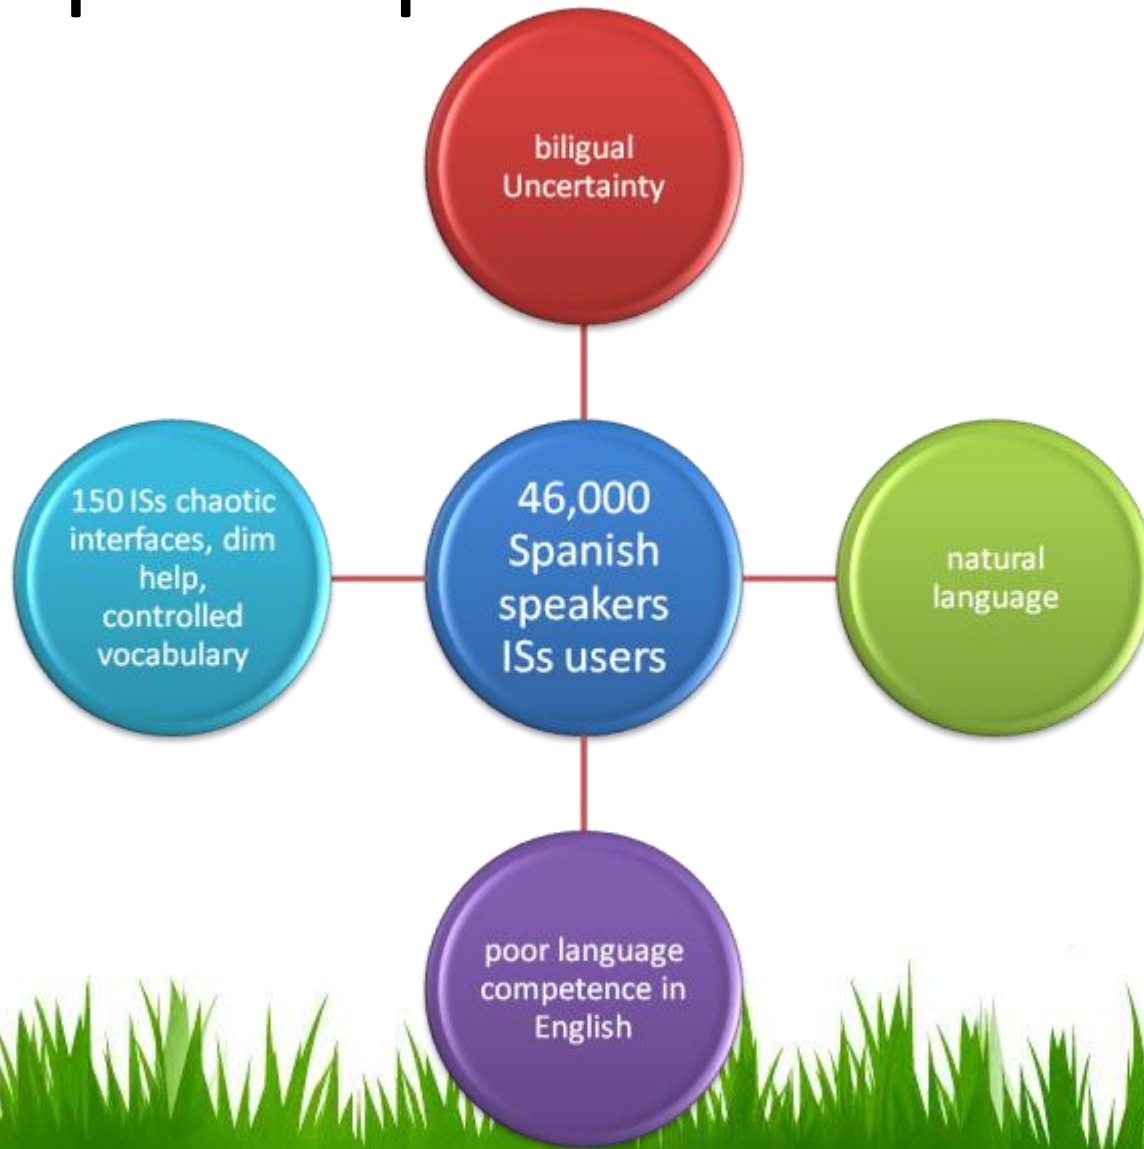 biligual
Uncertainty
150 ISs chaotic
interfaces, dim
help,
controlled
vocabulary
46,000
Spanish
speakers
ISs users
natural
language
poor language
competence in
English